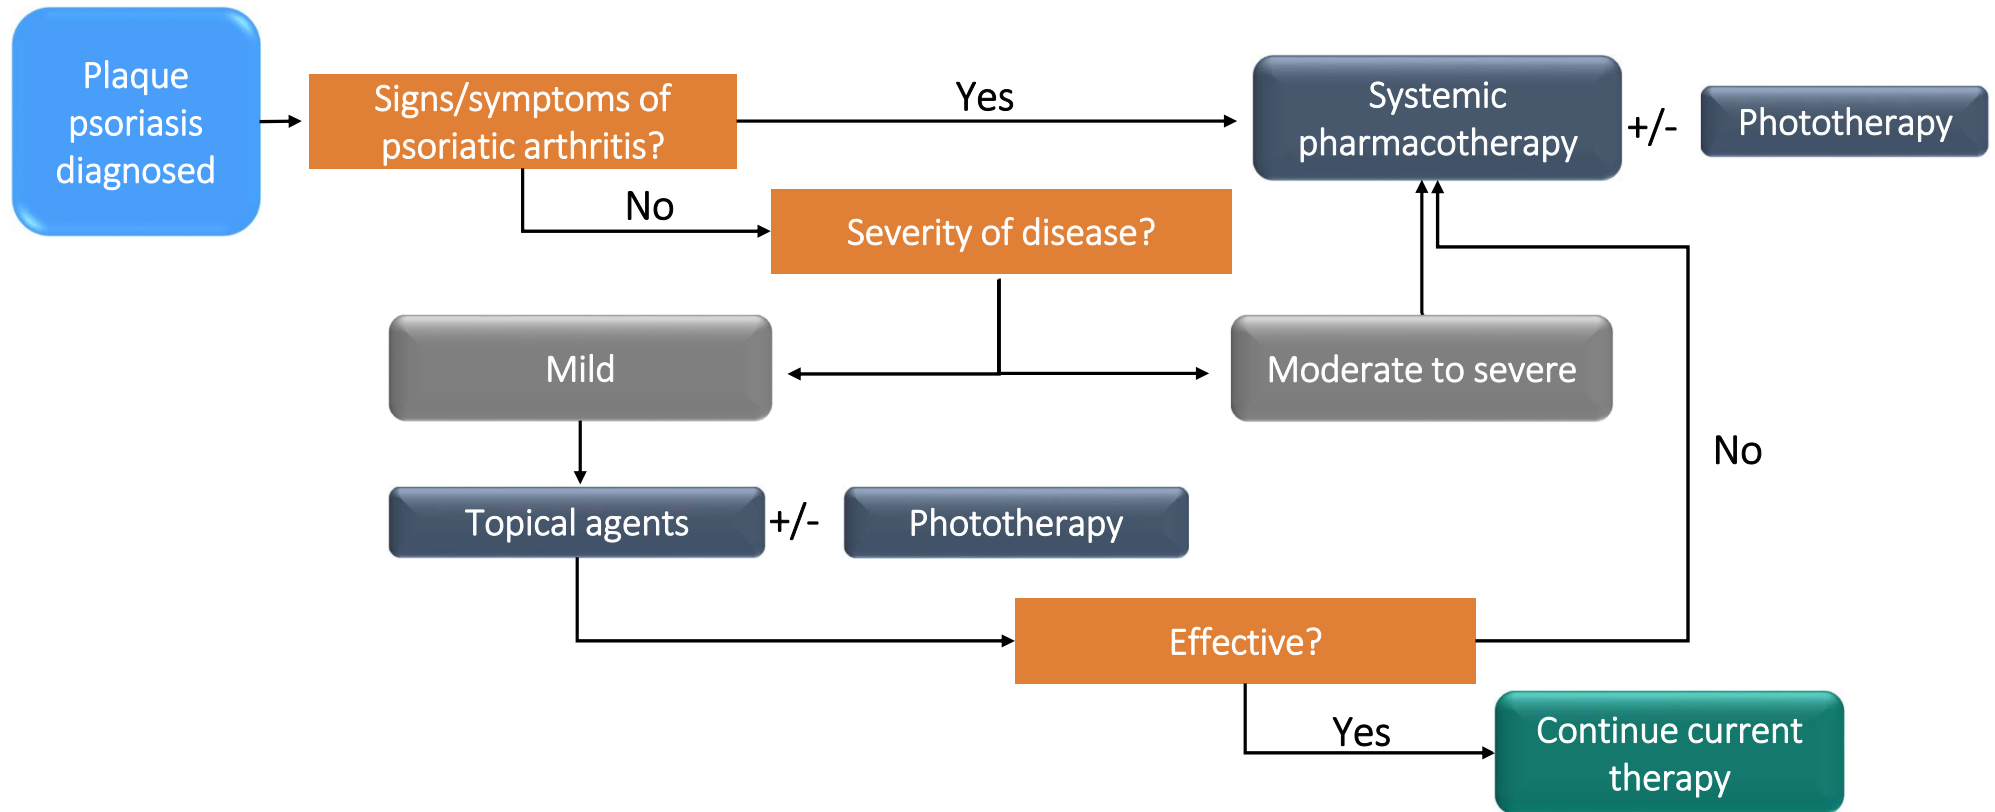 Plaque
psoriasis
diagnosed
Signs/symptoms of
psoriatic arthritis?
Yes
Systemic
pharmacotherapy
+/-
Phototherapy
No
Severity of disease?
Mild
Moderate to severe
No
Topical agents
+/-
Phototherapy
Effective?
Yes
Continue current
therapy